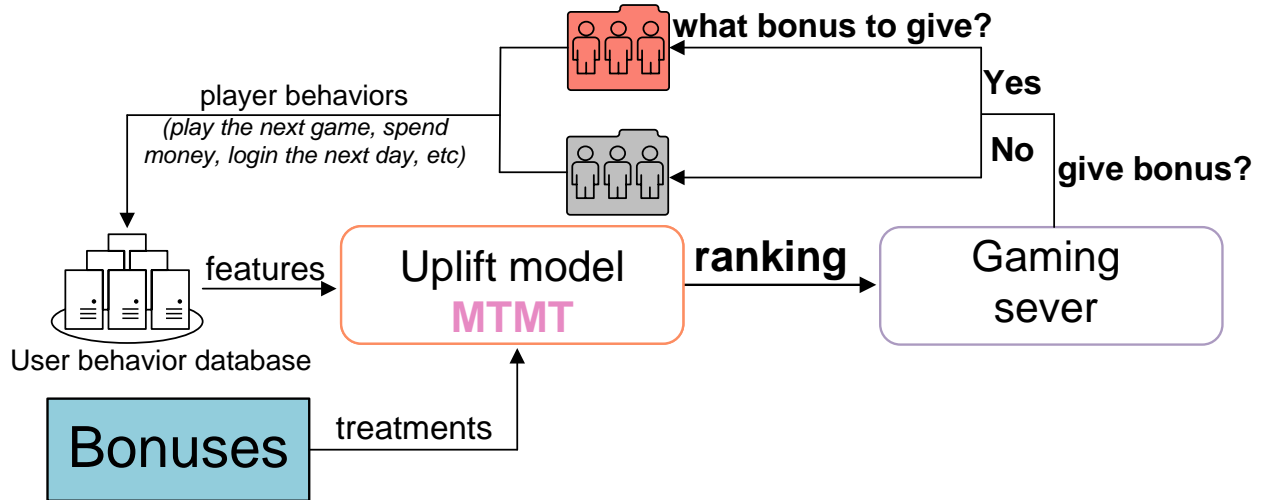 what bonus to give?
Yes
player behaviors
(play the next game, spend
money, login the next day, etc)
No
give bonus?
features
Uplift model
MTMT
ranking
Gaming
sever
User behavior database
Bonuses
treatments